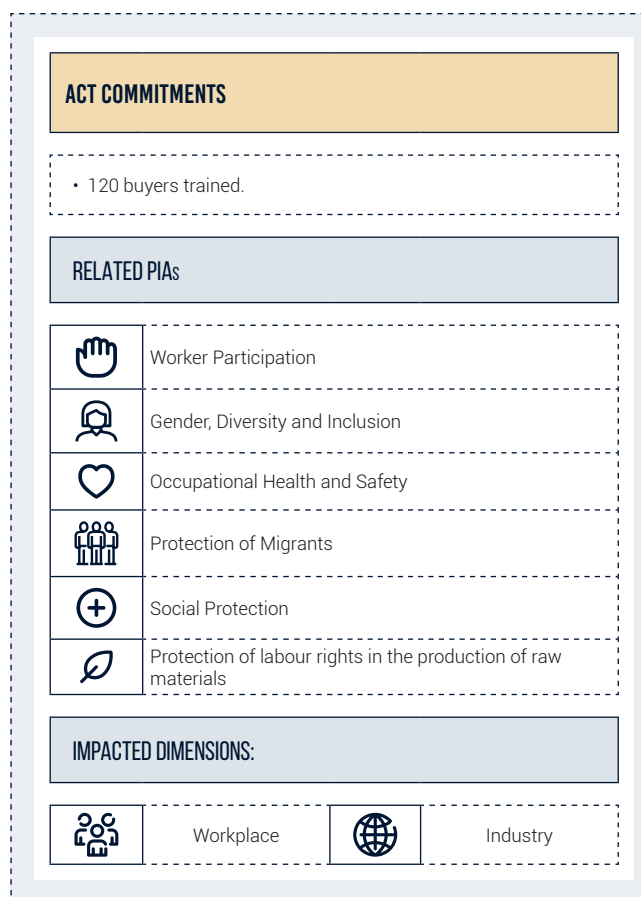 ACT COMMITMENTS
• 120 buyers trained.
RELATED PIAs
Worker Participation
Gender, Diversity and Inclusion
Occupational Health and Safety
Protection of Migrants
Social Protection
Protection of labour rights in the production of raw
materials
IMPACTED DIMENSIONS:
Workplace
Industry